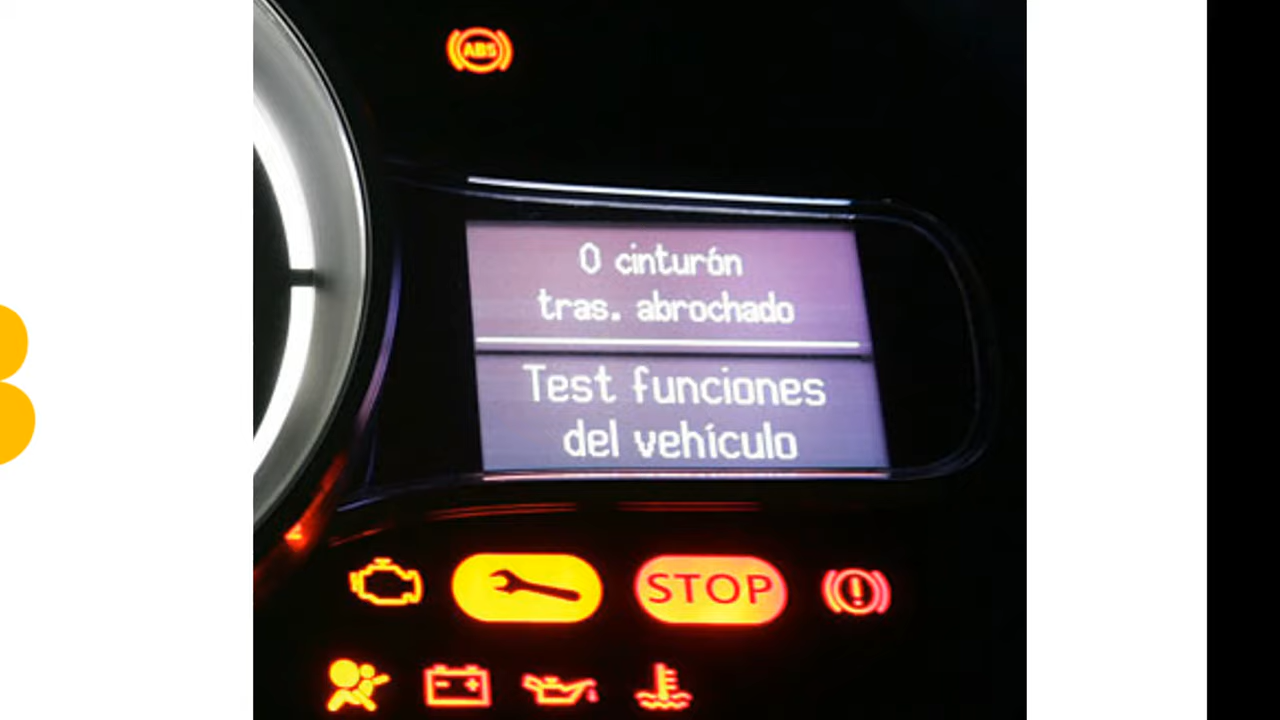 ABS
0 cinturón
tras. abrochado
Test funciones
del vehículo
STOP